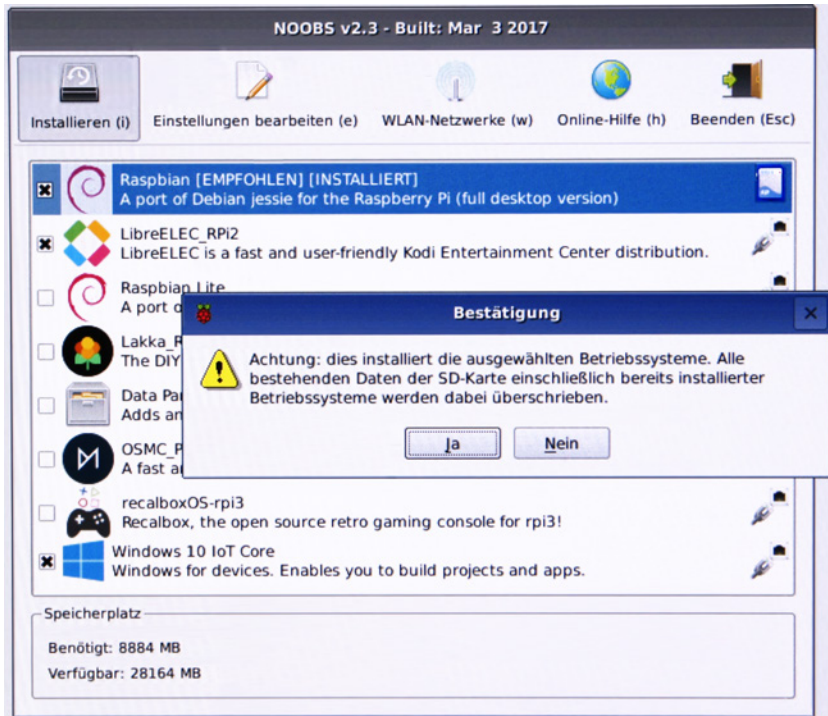 NOOBS v2.3 - Built: Mar 3 2017
Installieren (i)
Einstellungen bearbeiten (e)
WLAN-Netzwerke (w)
Online-Hilfe (h)
Beenden (Esc)
Raspbian [EMPFOHLEN] [INSTALLIERT]
A port of Debian jessie for the Raspberry Pi (full desktop version)
LibreELEC_RPi2
LibreELEC is a fast and user-friendly Kodi Entertainment Center distribution.
Raspbian Lite
A port
Lakka
The DIY
Data
Adds
OSMC
A fast
Bestätigung
Achtung: dies installiert die ausgewählten Betriebssysteme. Alle
bestehenden Daten der SD-Karte einschließlich bereits installierter
Betriebssysteme werden dabei überschrieben.
Ja
Nein
recalboxOS-rpi3
Recalbox, the open source retro gaming console for rpi3!
Windows 10 IoT Core
Windows for devices. Enables you to build projects and apps.
Speicherplatz
Benötigt: 8884 MB
Verfügbar: 28164 MB